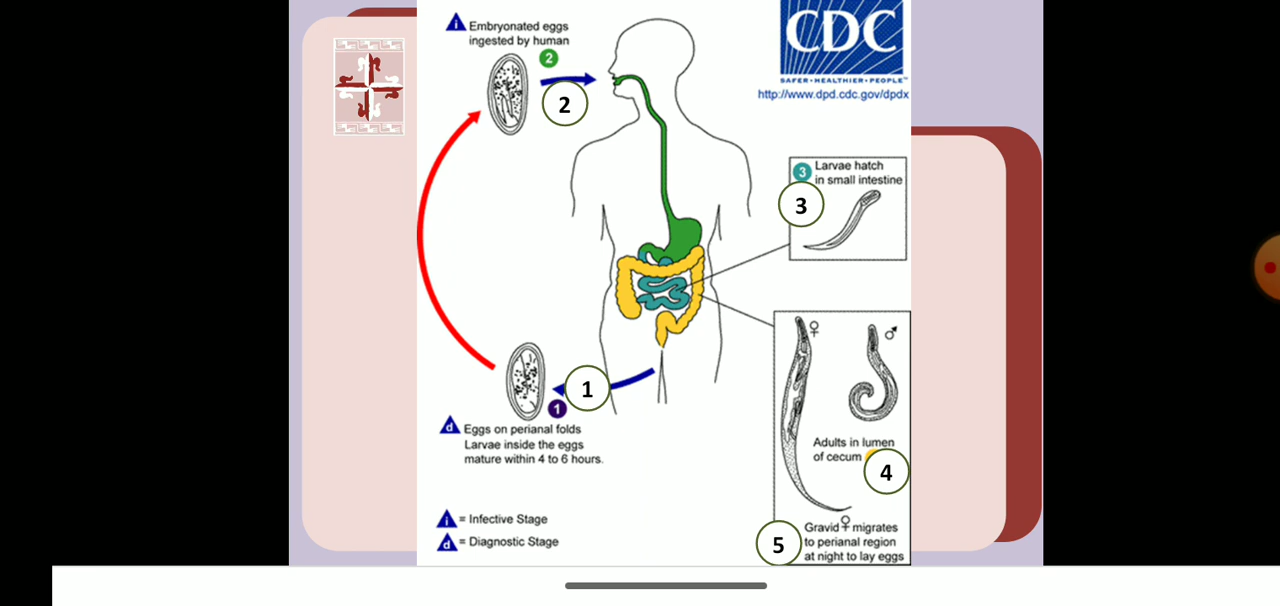 i Embryonated eggs
ingested by human
2
2
CDC
SAFER • HEALTHIER • PEOPLE™
http://www.dpd.cdc.gov/dpdx
3 Larvae hatch
in small intestine
3
♀ ♂
Adults in lumen
of cecum
4
5
Gravid ♀ migrates
to perianal region
at night to lay eggs
1
1
d Eggs on perianal folds
Larvae inside the eggs
mature within 4 to 6 hours.
i = Infective Stage
d = Diagnostic Stage